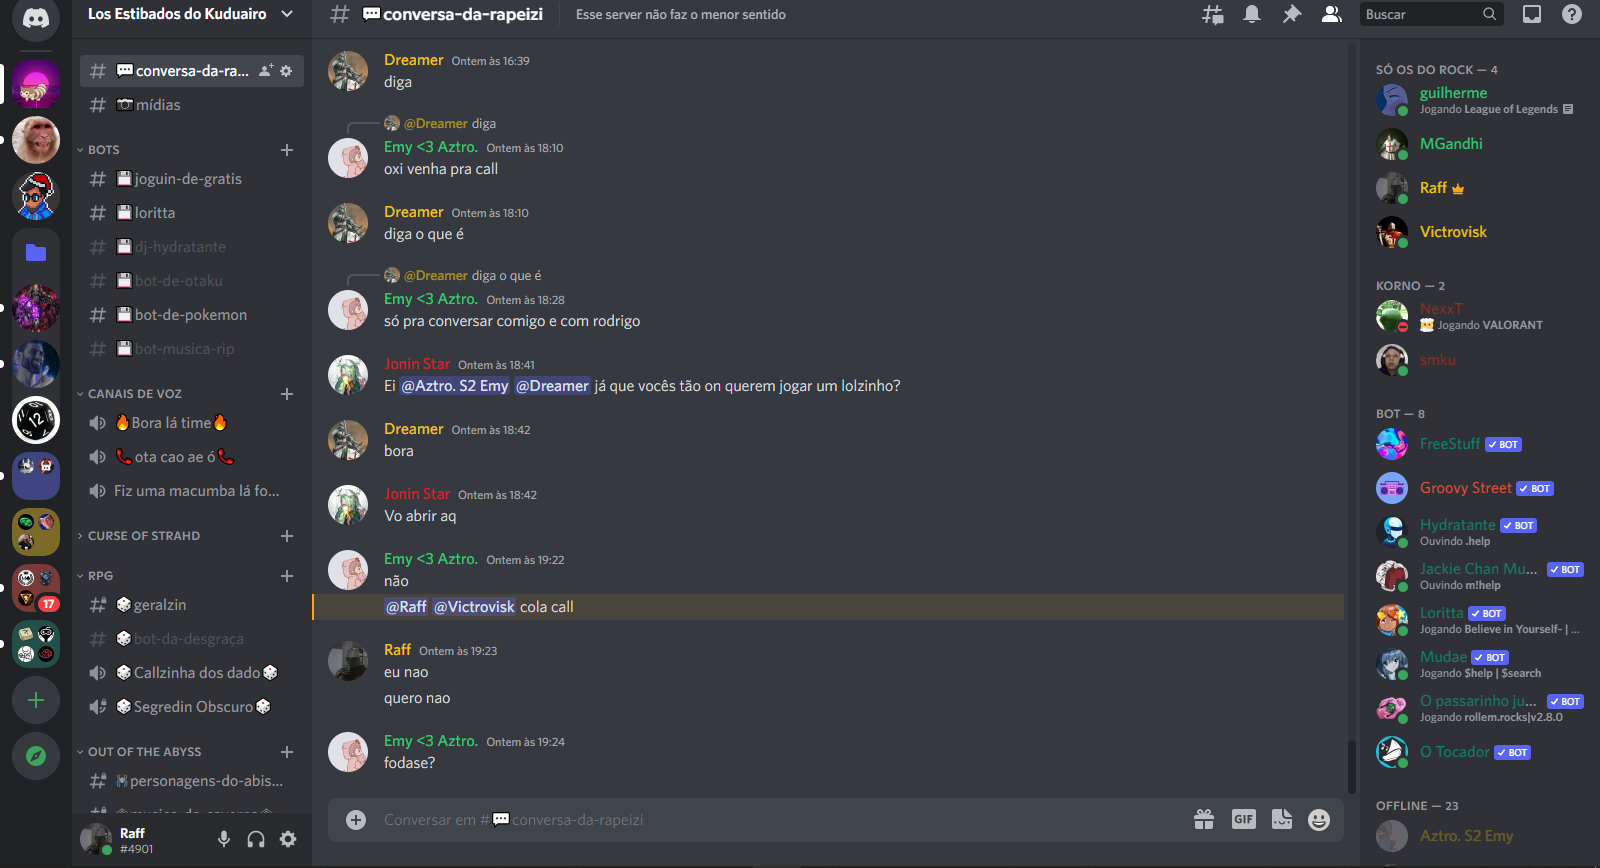 Los Estibados do Kuduairo
conversa-da-ra...
mídias
BOTS
joguin-de-gratis
loritta
dj-hydratante
bot-de-otaku
bot-de-pokemon
bot-musica-rip
CANAIS DE VOZ
Bora lá time
ota cao ae ó
Fiz uma macumba lá fo...
CURSE OF STRAHD
RPG
geralzin
bot-da-desgraça
Callzinha dos dado
Segredin Obscuro
OUT OF THE ABYSS
personagens-do-abis...
17
12
Raff
#4901
conversa-da-rapeizi
Esse server não faz o menor sentido
Buscar
Dreamer Ontem às 16:39
diga
@Dreamer diga
Emy <3 Aztro. Ontem às 18:10
oxi venha pra call
Dreamer Ontem às 18:10
diga o que é
@Dreamer diga o que é
Emy <3 Aztro. Ontem às 18:28
só pra conversar comigo e com rodrigo
Jonin Star Ontem às 18:41
Ei @Aztro. S2 Emy @Dreamer já que vocês tão on querem jogar um lolzinho?
Dreamer Ontem às 18:42
bora
Jonin Star Ontem às 18:42
Vo abrir aq
Emy <3 Aztro. Ontem às 19:22
não
@Raff @Victrovisk cola call
Raff Ontem às 19:23
eu nao
quero nao
Emy <3 Aztro. Ontem às 19:24
fodase?
Conversar em #conversa-da-rapeizi
GIF
SÓ OS DO ROCK — 4
guilherme
Jogando League of Legends
MGandhi
Raff
Victrovisk
KORNO — 2
NexxT
Jogando VALORANT
smku
BOT — 8
FreeStuff BOT
Groovy Street BOT
Hydratante BOT
Ouvindo .help
Jackie Chan Mu... BOT
Ouvindo m!help
Loritta BOT
Jogando Believe in Yourself- | ...
Mudae BOT
Jogando $help | $search
O passarinho ju... BOT
Jogando rollem.rocks|v2.8.0
O Tocador BOT
OFFLINE — 23
Aztro. S2 Emy